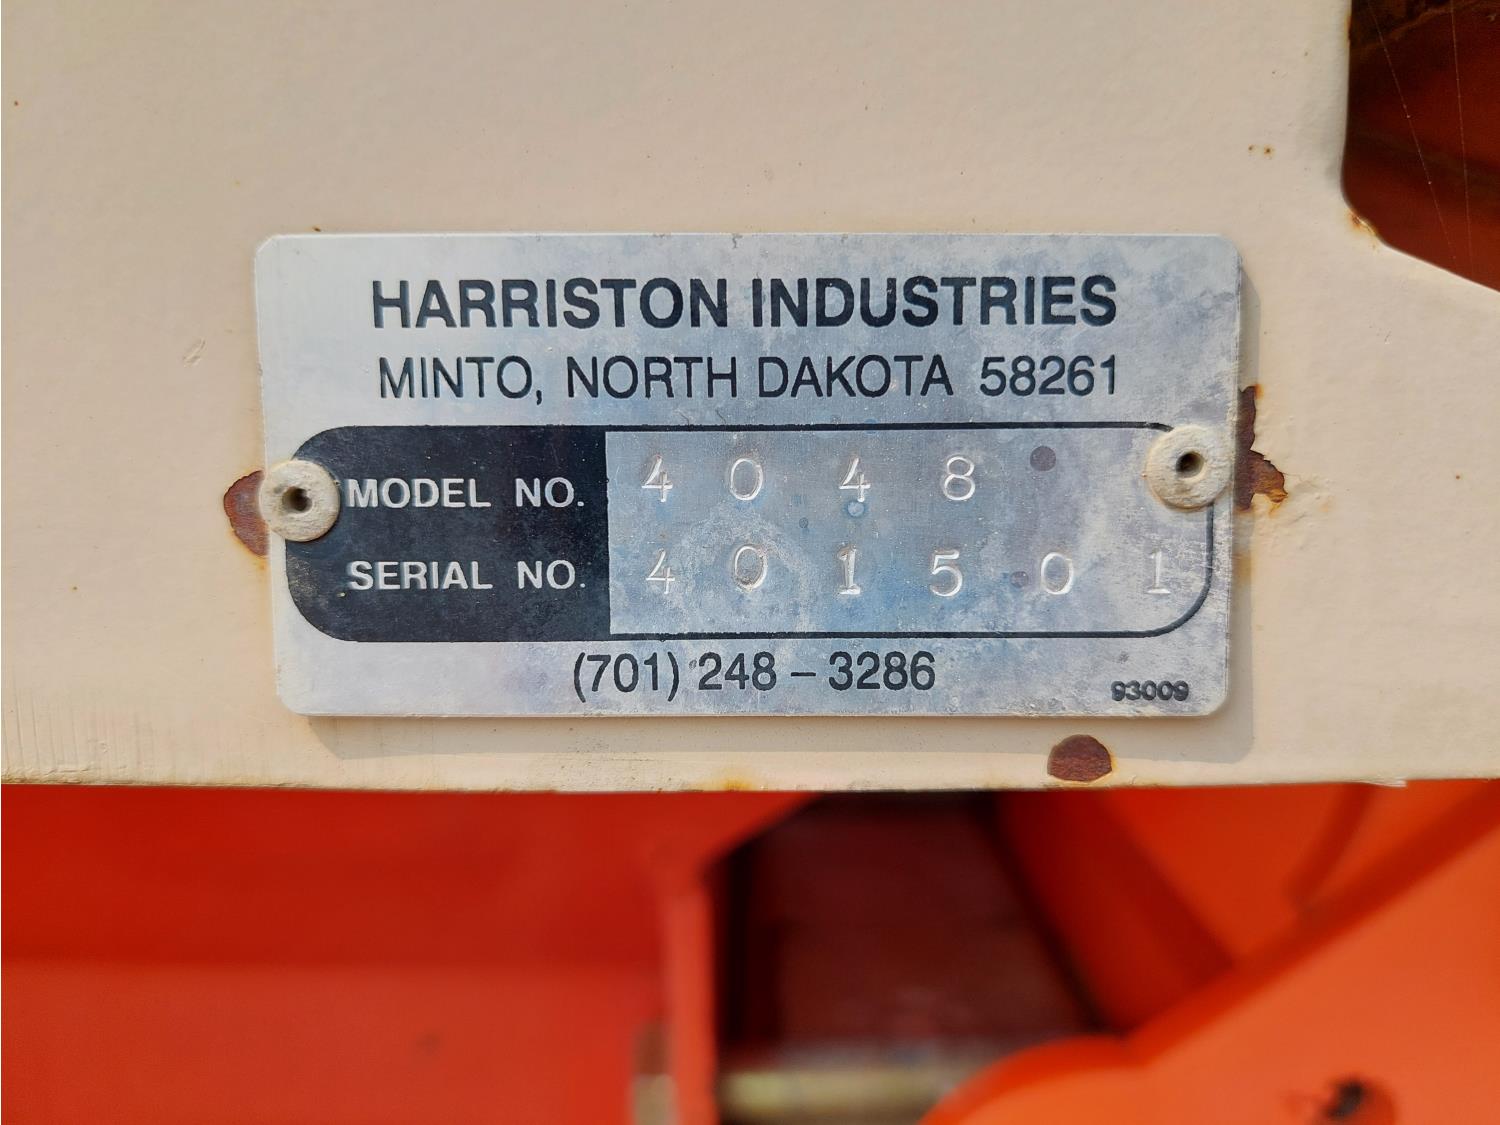 HARRISTON INDUSTRIES
MINTO, NORTH DAKOTA 58261
MODEL NO. 4048
SERIAL NO. 401501
(701) 248-3286
93009